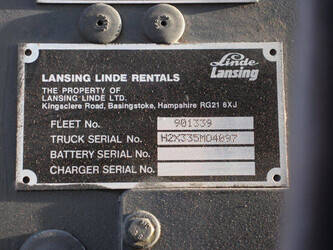 Linde
Lansing
LANSING LINDE RENTALS
THE PROPERTY OF
LANSING LINDE LTD.
Kingsclere Road, Basingstoke, Hampshire RG21 6XJ
FLEET No. 901339
TRUCK SERIAL No. H2X335M04097
BATTERY SERIAL No.
CHARGER SERIAL No.